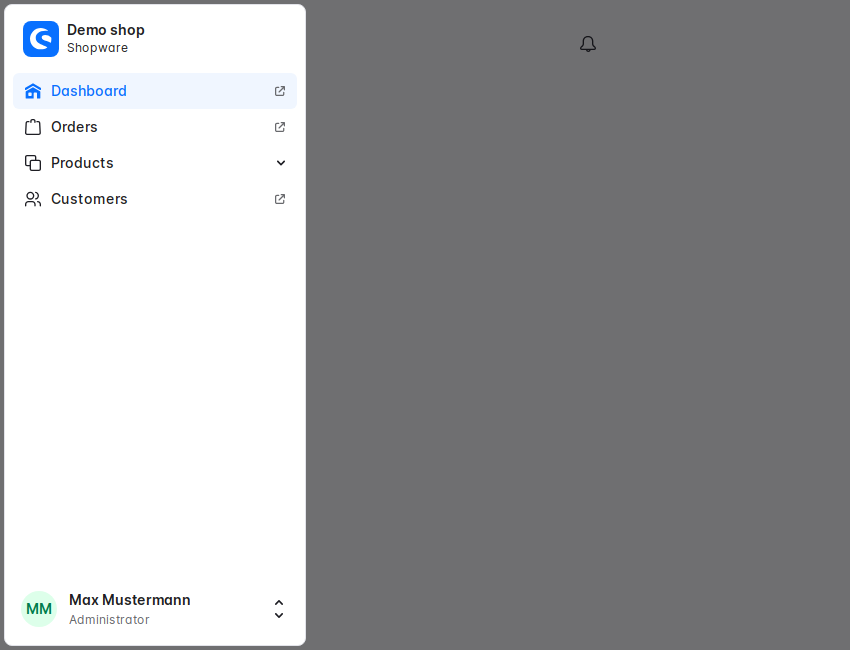 Demo shop
Shopware
Dashboard
Orders
Products
Customers
MM
Max Mustermann
Administrator